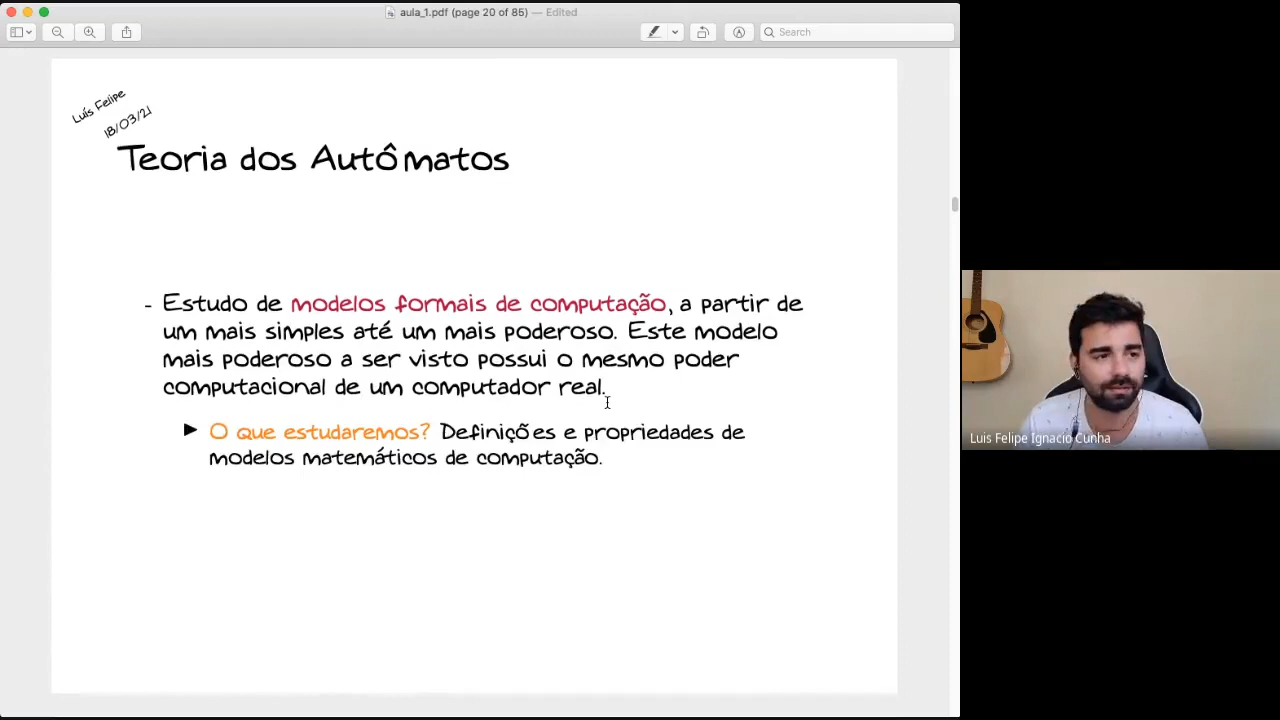 aula_1.pdf (page 20 of 85) — Edited
Search
Luís Felipe
18/03/21
Teoria dos Autômatos
- Estudo de modelos formais de computação, a partir de
um mais simples até um mais poderoso. Este modelo
mais poderoso a ser visto possui o mesmo poder
computacional de um computador real.
► O que estudaremos? Definições e propriedades de
modelos matemáticos de computação.
Luis Felipe Ignacio Cunha